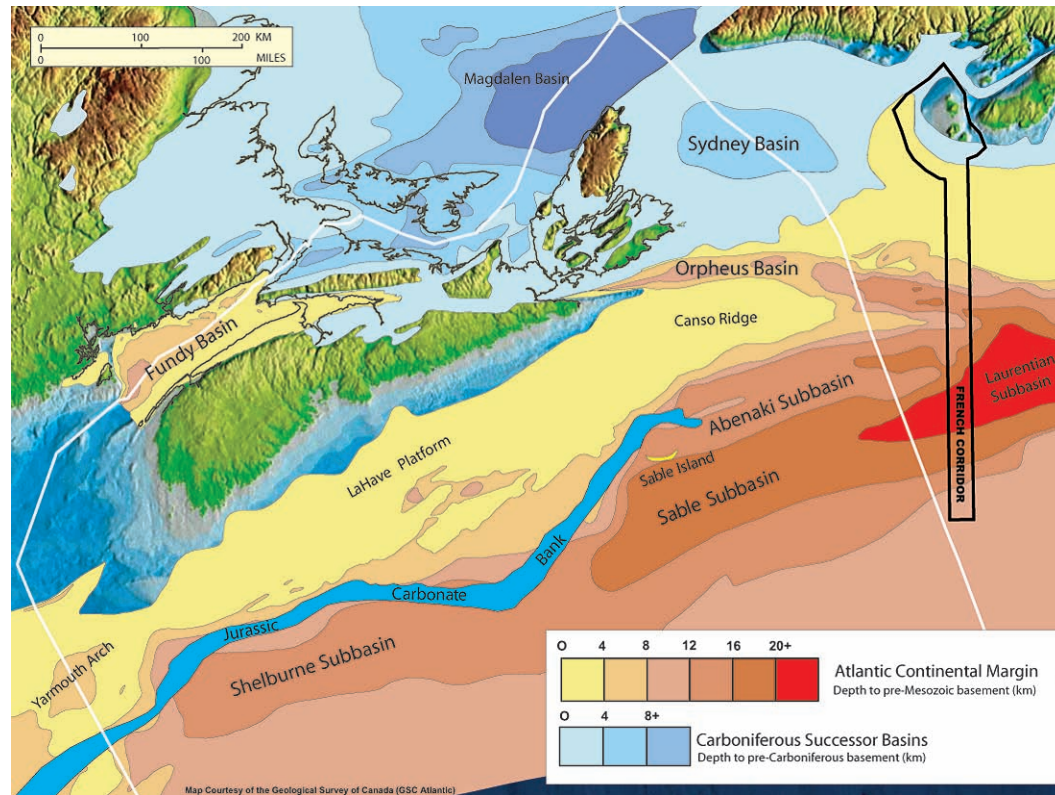 0 100 200 KM
0 100 MILES
Magdalen Basin
Sydney Basin
Orpheus Basin
Canso Ridge
Fundy Basin
Laurentian
Subbasin
FRENCH CORRIDOR
Abenaki Subbasin
LaHave Platform
Sable Island
Sable Subbasin
Bank
Carbonate
Jurassic
Shelburne Subbasin
Yarmouth Arch
O 4 8 12 16 20+
Atlantic Continental Margin
Depth to pre-Mesozoic basement (km)
O 4 8+
Carboniferous Successor Basins
Depth to pre-Carboniferous basement (km)
Map Courtesy of the Geological Survey of Canada (GSC Atlantic)